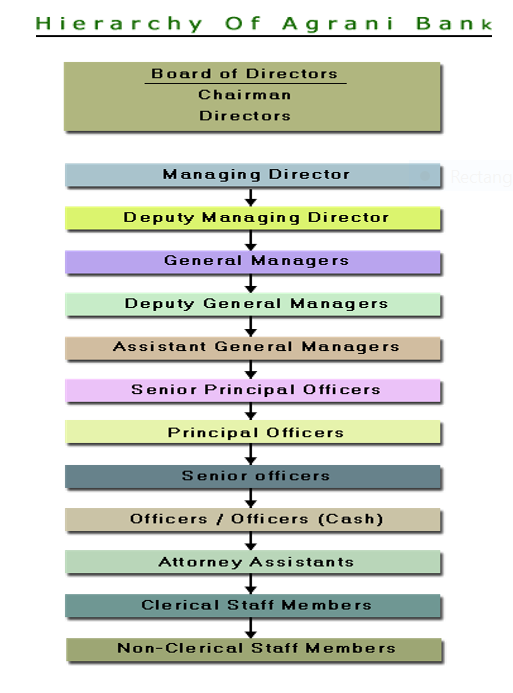 Hierarchy Of Agrani Bank
Board of Directors
Chairman
Directors
Managing Director
Rectang
Deputy Managing Director
General Managers
Deputy General Managers
Assistant General Managers
Senior Principal Officers
Principal Officers
Senior officers
Officers / Officers (Cash)
Attorney Assistants
Clerical Staff Members
Non-Clerical Staff Members